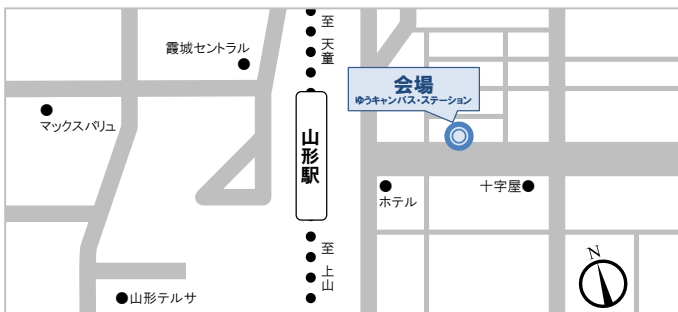 至 天童
霞城セントラル
会場
ゆうキャンパス・ステーション
マックスバリュ
山形駅
ホテル
十字屋
至 上山
N
山形テルサ